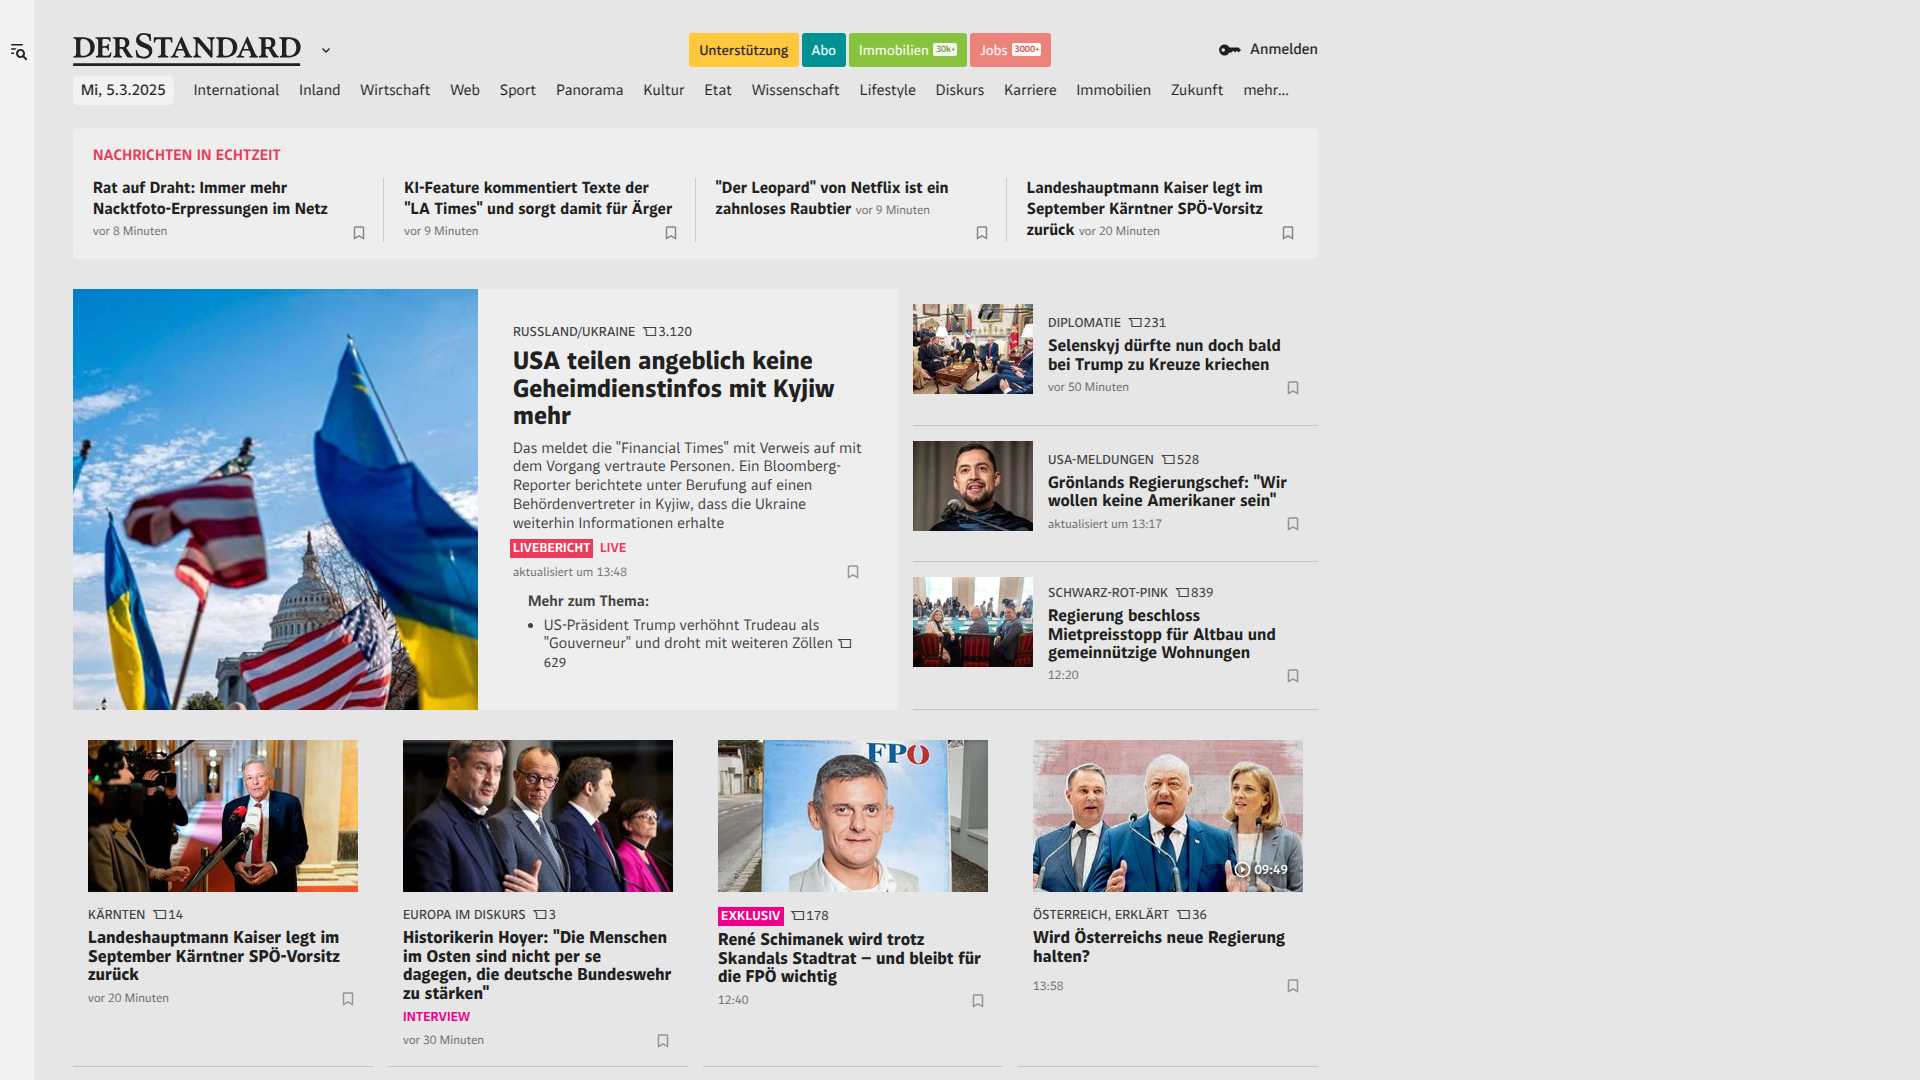 DERSTANDARD
Unterstützung
Abo
Immobilien 30k+
Jobs 3000+
Anmelden
Mi, 5.3.2025
International
Inland
Wirtschaft
Web
Sport
Panorama
Kultur
Etat
Wissenschaft
Lifestyle
Diskurs
Karriere
Immobilien
Zukunft
mehr...
NACHRICHTEN IN ECHTZEIT
Rat auf Draht: Immer mehr
Nacktfoto-Erpressungen im Netz
vor 8 Minuten
KI-Feature kommentiert Texte der
"LA Times" und sorgt damit für Ärger
vor 9 Minuten
"Der Leopard" von Netflix ist ein
zahnloses Raubtier vor 9 Minuten
Landeshauptmann Kaiser legt im
September Kärntner SPÖ-Vorsitz
zurück vor 20 Minuten
RUSSLAND/UKRAINE 3.120
USA teilen angeblich keine
Geheimdienstinfos mit Kyjiw
mehr
Das meldet die "Financial Times" mit Verweis auf mit
dem Vorgang vertraute Personen. Ein Bloomberg-
Reporter berichtete unter Berufung auf einen
Behördenvertreter in Kyjiw, dass die Ukraine
weiterhin Informationen erhalte
LIVEBERICHT LIVE
aktualisiert um 13:48
Mehr zum Thema:
• US-Präsident Trump verhöhnt Trudeau als
"Gouverneur" und droht mit weiteren Zöllen
629
DIPLOMATIE 231
Selenskyj dürfte nun doch bald
bei Trump zu Kreuze kriechen
vor 50 Minuten
USA-MELDUNGEN 528
Grönlands Regierungschef: "Wir
wollen keine Amerikaner sein"
aktualisiert um 13:17
SCHWARZ-ROT-PINK 839
Regierung beschloss
Mietpreisstopp für Altbau und
gemeinnützige Wohnungen
12:20
KÄRNTEN 14
Landeshauptmann Kaiser legt im
September Kärntner SPÖ-Vorsitz
zurück
vor 20 Minuten
EUROPA IM DISKURS 3
Historikerin Hoyer: "Die Menschen
im Osten sind nicht per se
dagegen, die deutsche Bundeswehr
zu stärken"
INTERVIEW
vor 30 Minuten
FPÖ
EXKLUSIV 178
René Schimanek wird trotz
Skandals Stadtrat – und bleibt für
die FPÖ wichtig
12:40
09:49
ÖSTERREICH, ERKLÄRT 36
Wird Österreichs neue Regierung
halten?
13:58